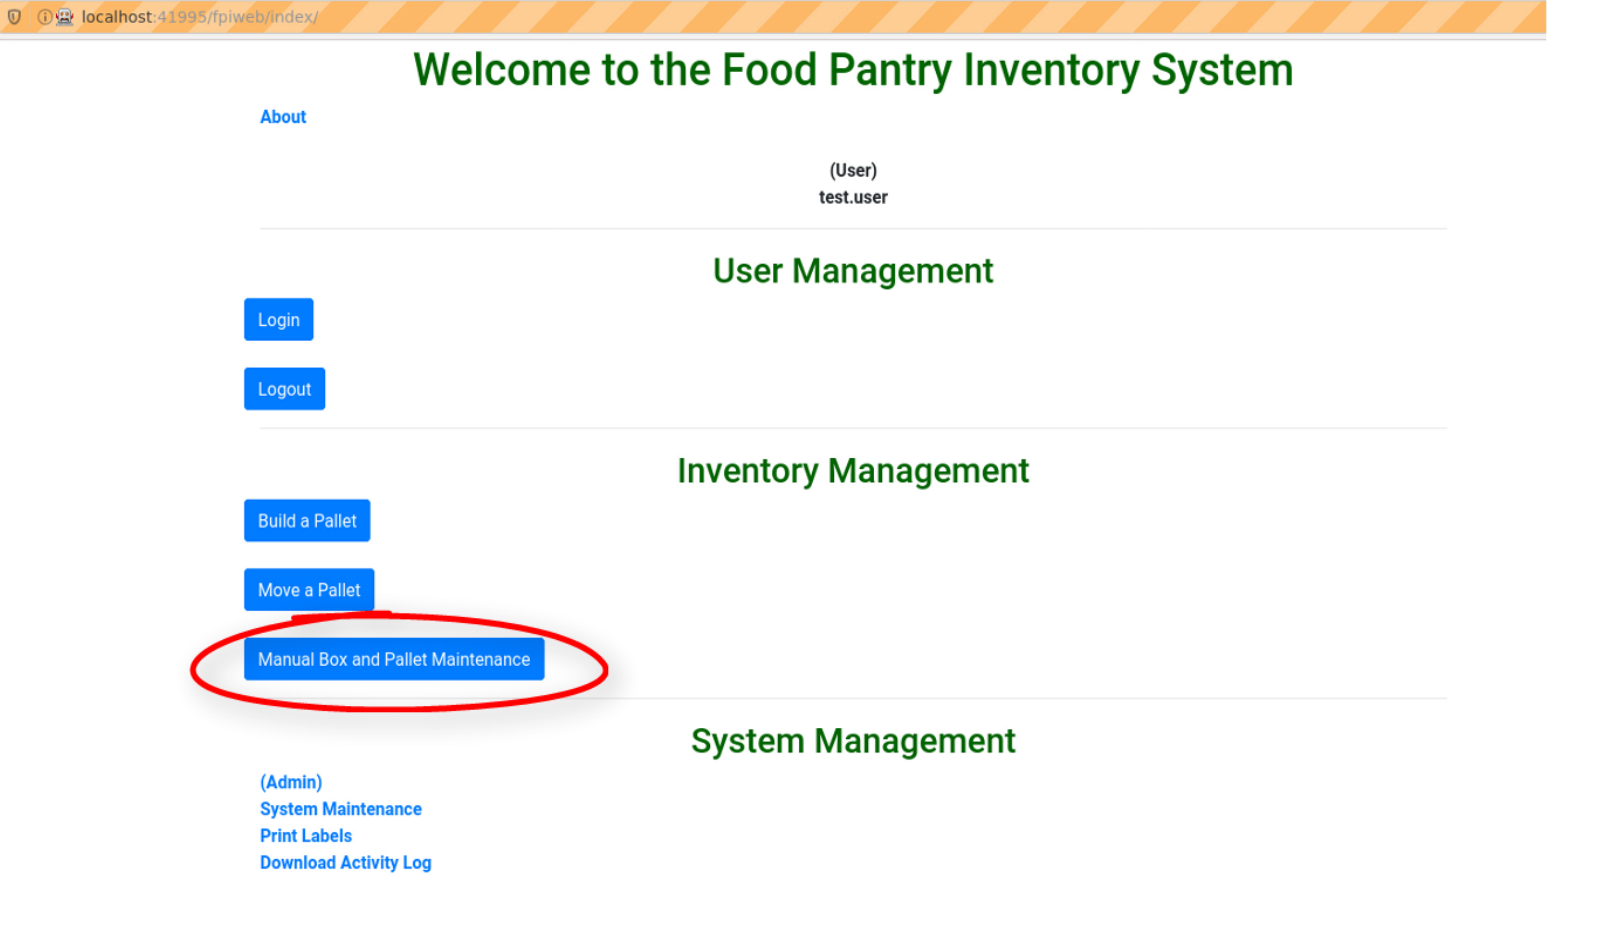 localhost:41995/fpiweb/index/
Welcome to the Food Pantry Inventory System
About
(User)
test.user
User Management
Login
Logout
Inventory Management
Build a Pallet
Move a Pallet
Manual Box and Pallet Maintenance
System Management
(Admin)
System Maintenance
Print Labels
Download Activity Log